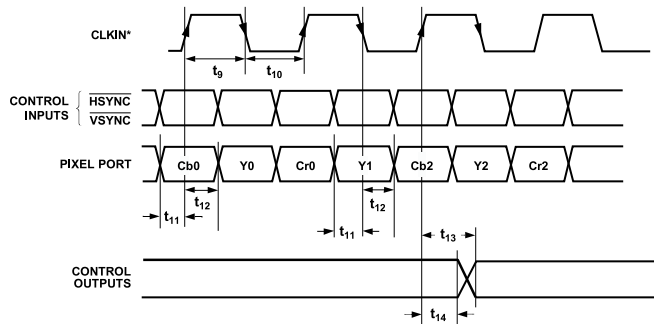 CLKIN*
t9
t10
CONTROL
INPUTS
HSYNC
VSYNC
PIXEL PORT
Cb0
Y0
Cr0
Y1
Cb2
Y2
Cr2
t12
t12
t11
t11
t13
CONTROL
OUTPUTS
t14